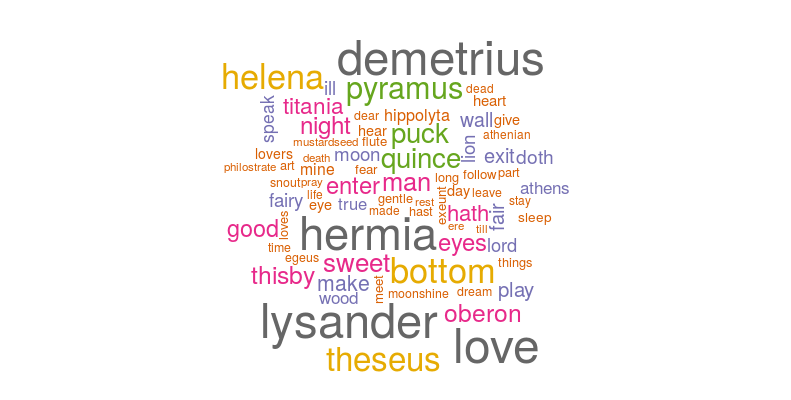 demetrius
helena ill
pyramus dead
speak titania heart
dear hippolyta wall give
night hear puck athenian
mustardseed flute lion
lovers death moon quince exit doth
philostrate art mine fear long follow part
snout pray enter man day leave athens
fairy life gentle rest exeunt stay
eye true made hast hath fair sleep
good loves hermia ere till
time eyes lord
egeus sweet things
thisby make bottom
wood meet moonshine dream play
lysander oberon
love
theseus